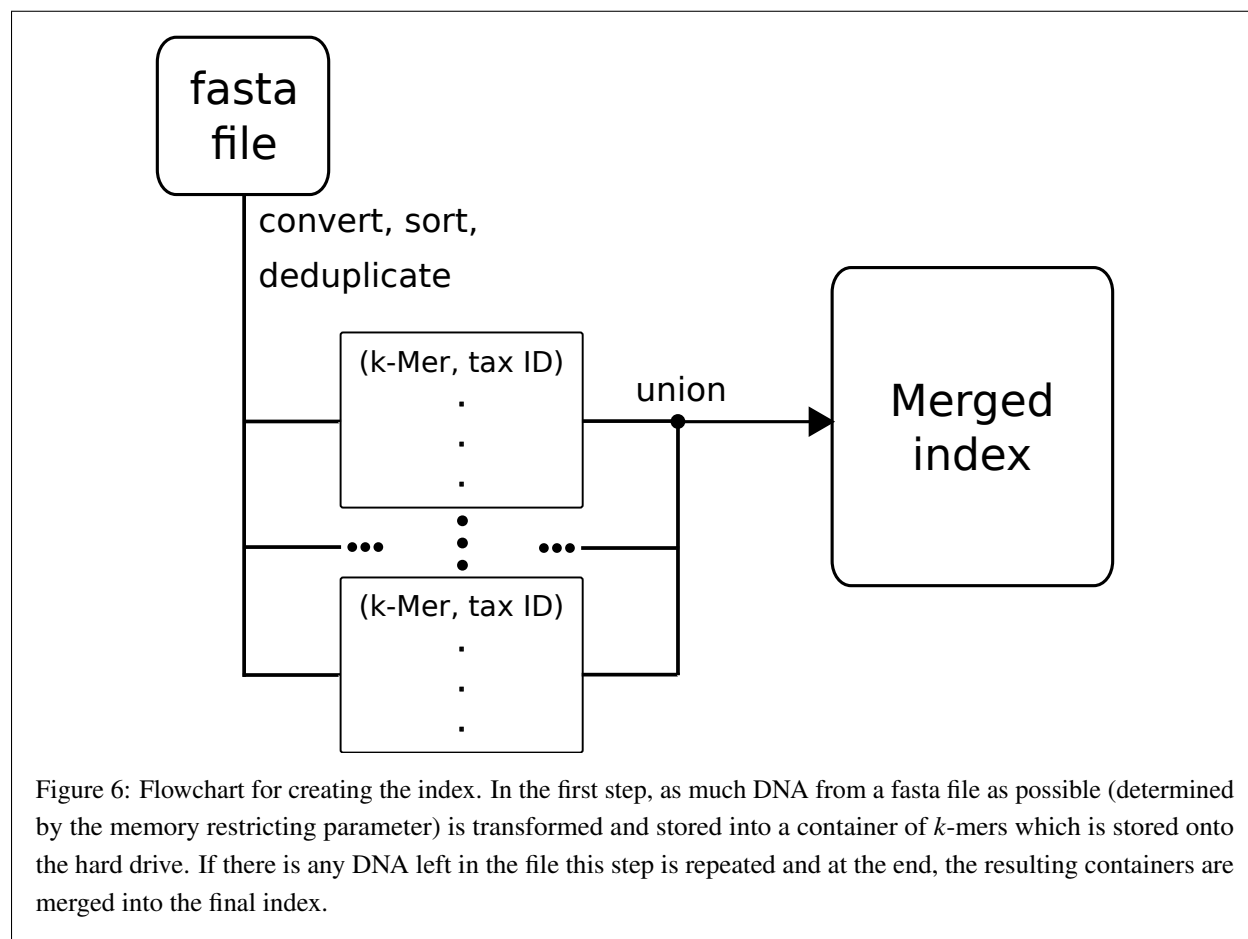 fasta
file
convert, sort,
deduplicate
(k-Mer, tax ID)
.
.
.
union
Merged
index
(k-Mer, tax ID)
.
.
.
Figure 6: Flowchart for creating the index. In the first step, as much DNA from a fasta file as possible (determined
by the memory restricting parameter) is transformed and stored into a container of k-mers which is stored onto
the hard drive. If there is any DNA left in the file this step is repeated and at the end, the resulting containers are
merged into the final index.